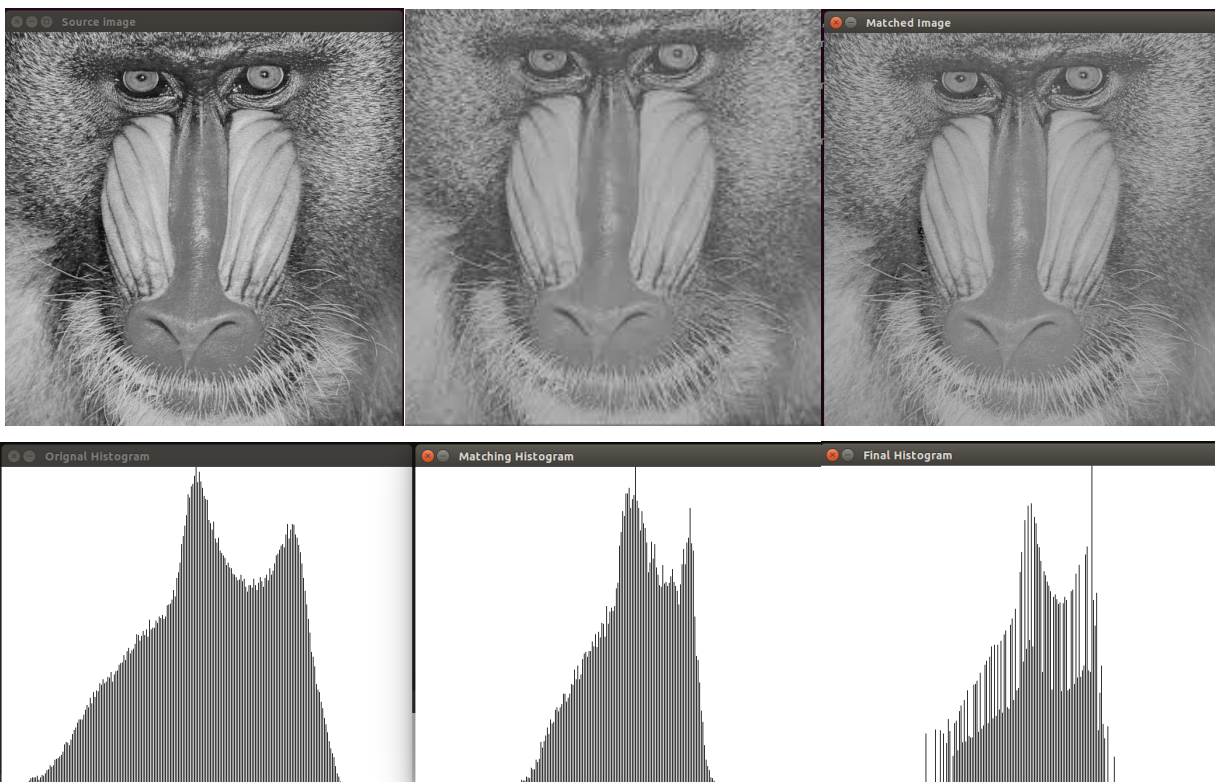 Source image
Matched Image
Orignal Histogram
Matching Histogram
Final Histogram